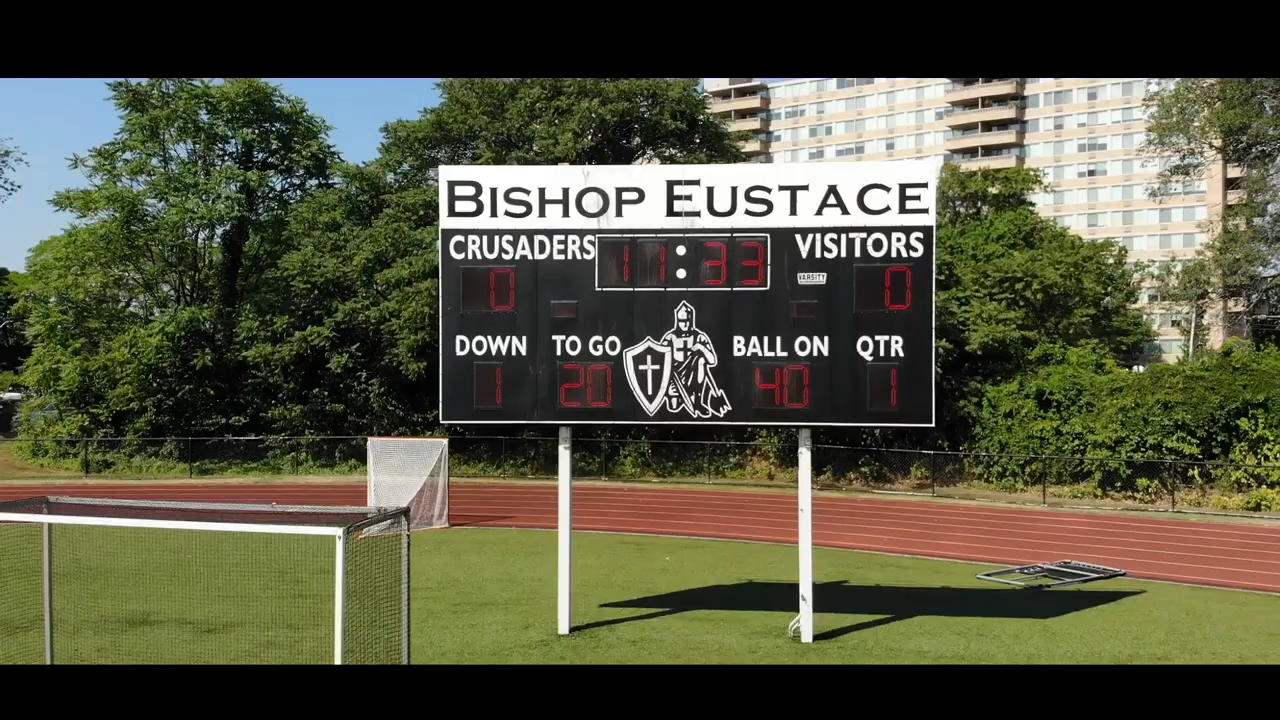 BISHOP EUSTACE
CRUSADERS 11:33 VISITORS
0 VARSITY 0
DOWN TO GO BALL ON QTR
1 20 40 1